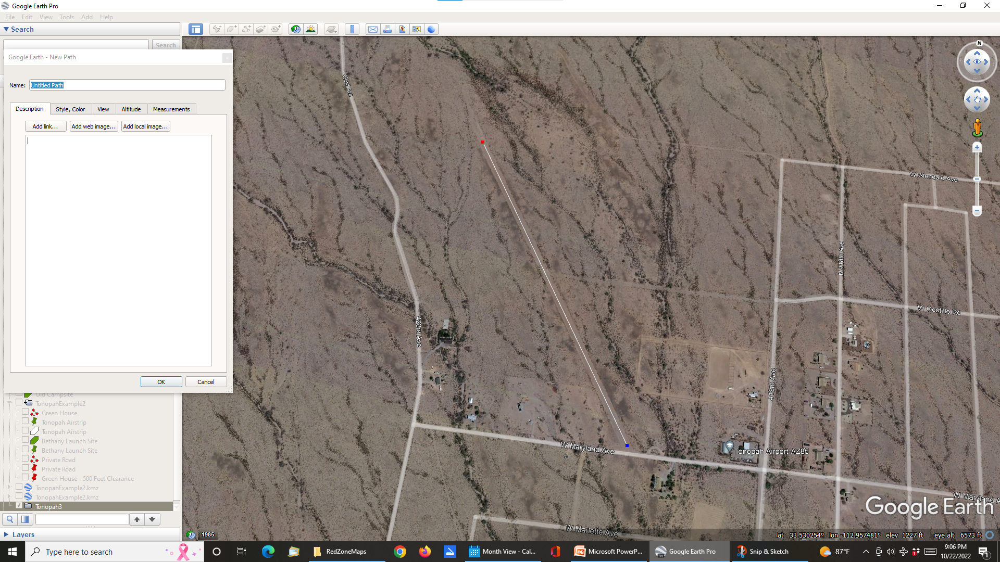 Google Earth Pro
File Edit View Tools Add Help
Search
Search
Google Earth - New Path
Name: Untitled Path
Description Style, Color View Altitude Measurements
Add link... Add web image... Add local image...
OK Cancel
Old Campsite
TonopahExample2
Green House
Tonopah Airstrip
Tonopah Airstrip
Bethany Launch Site
Bethany Launch Site
Private Road
Private Road
Green House - 500 Feet Clearance
TonopahExample2.kmz
TonopahExample2.kmz
Tonopah3
Layers
N
423rd Ave
W Glendale Ave
N 418th Ave
W Ocotillo Rd
423rd Ave
419th Ave
W Maryland Ave
Tonopah Airport-AZ85
W Maryland A
W Marlette Ave
Google Earth
1985
lat 33.530254° lon -112.957481° elev 1227 ft eye alt 6573 ft
Type here to search
RedZoneMaps
Month View - Cal...
Microsoft PowerP...
Google Earth Pro
Snip & Sketch
87°F
9:06 PM
10/22/2022
1